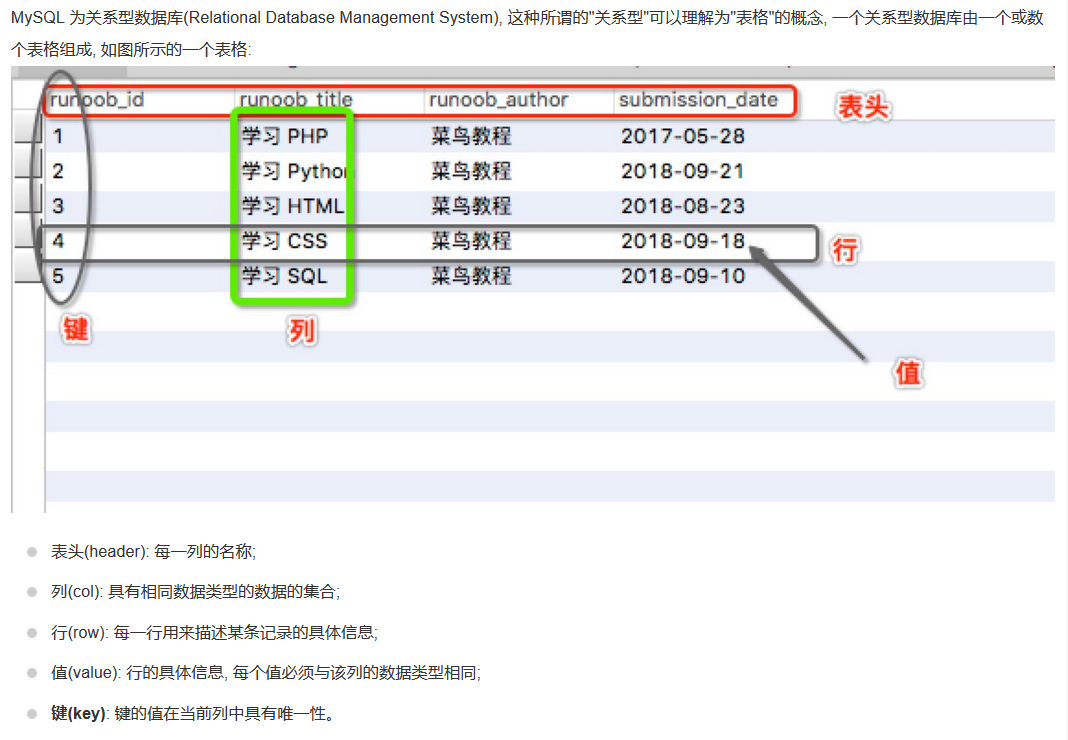 MySQL 为关系型数据库(Relational Database Management System), 这种所谓的"关系型"可以理解为"表格"的概念, 一个关系型数据库由一个或数
个表格组成, 如图所示的一个表格:
runoob_id runoob_title runoob_author submission_date 表头
1 学习 PHP 菜鸟教程 2017-05-28
2 学习 Python 菜鸟教程 2018-09-21
3 学习 HTML 菜鸟教程 2018-08-23
4 学习 CSS 菜鸟教程 2018-09-18 行
5 学习 SQL 菜鸟教程 2018-09-10
键 列
值
表头(header): 每一列的名称;
列(col): 具有相同数据类型的数据的集合;
行(row): 每一行用来描述某条记录的具体信息;
值(value): 行的具体信息, 每个值必须与该列的数据类型相同;
键(key): 键的值在当前列中具有唯一性。